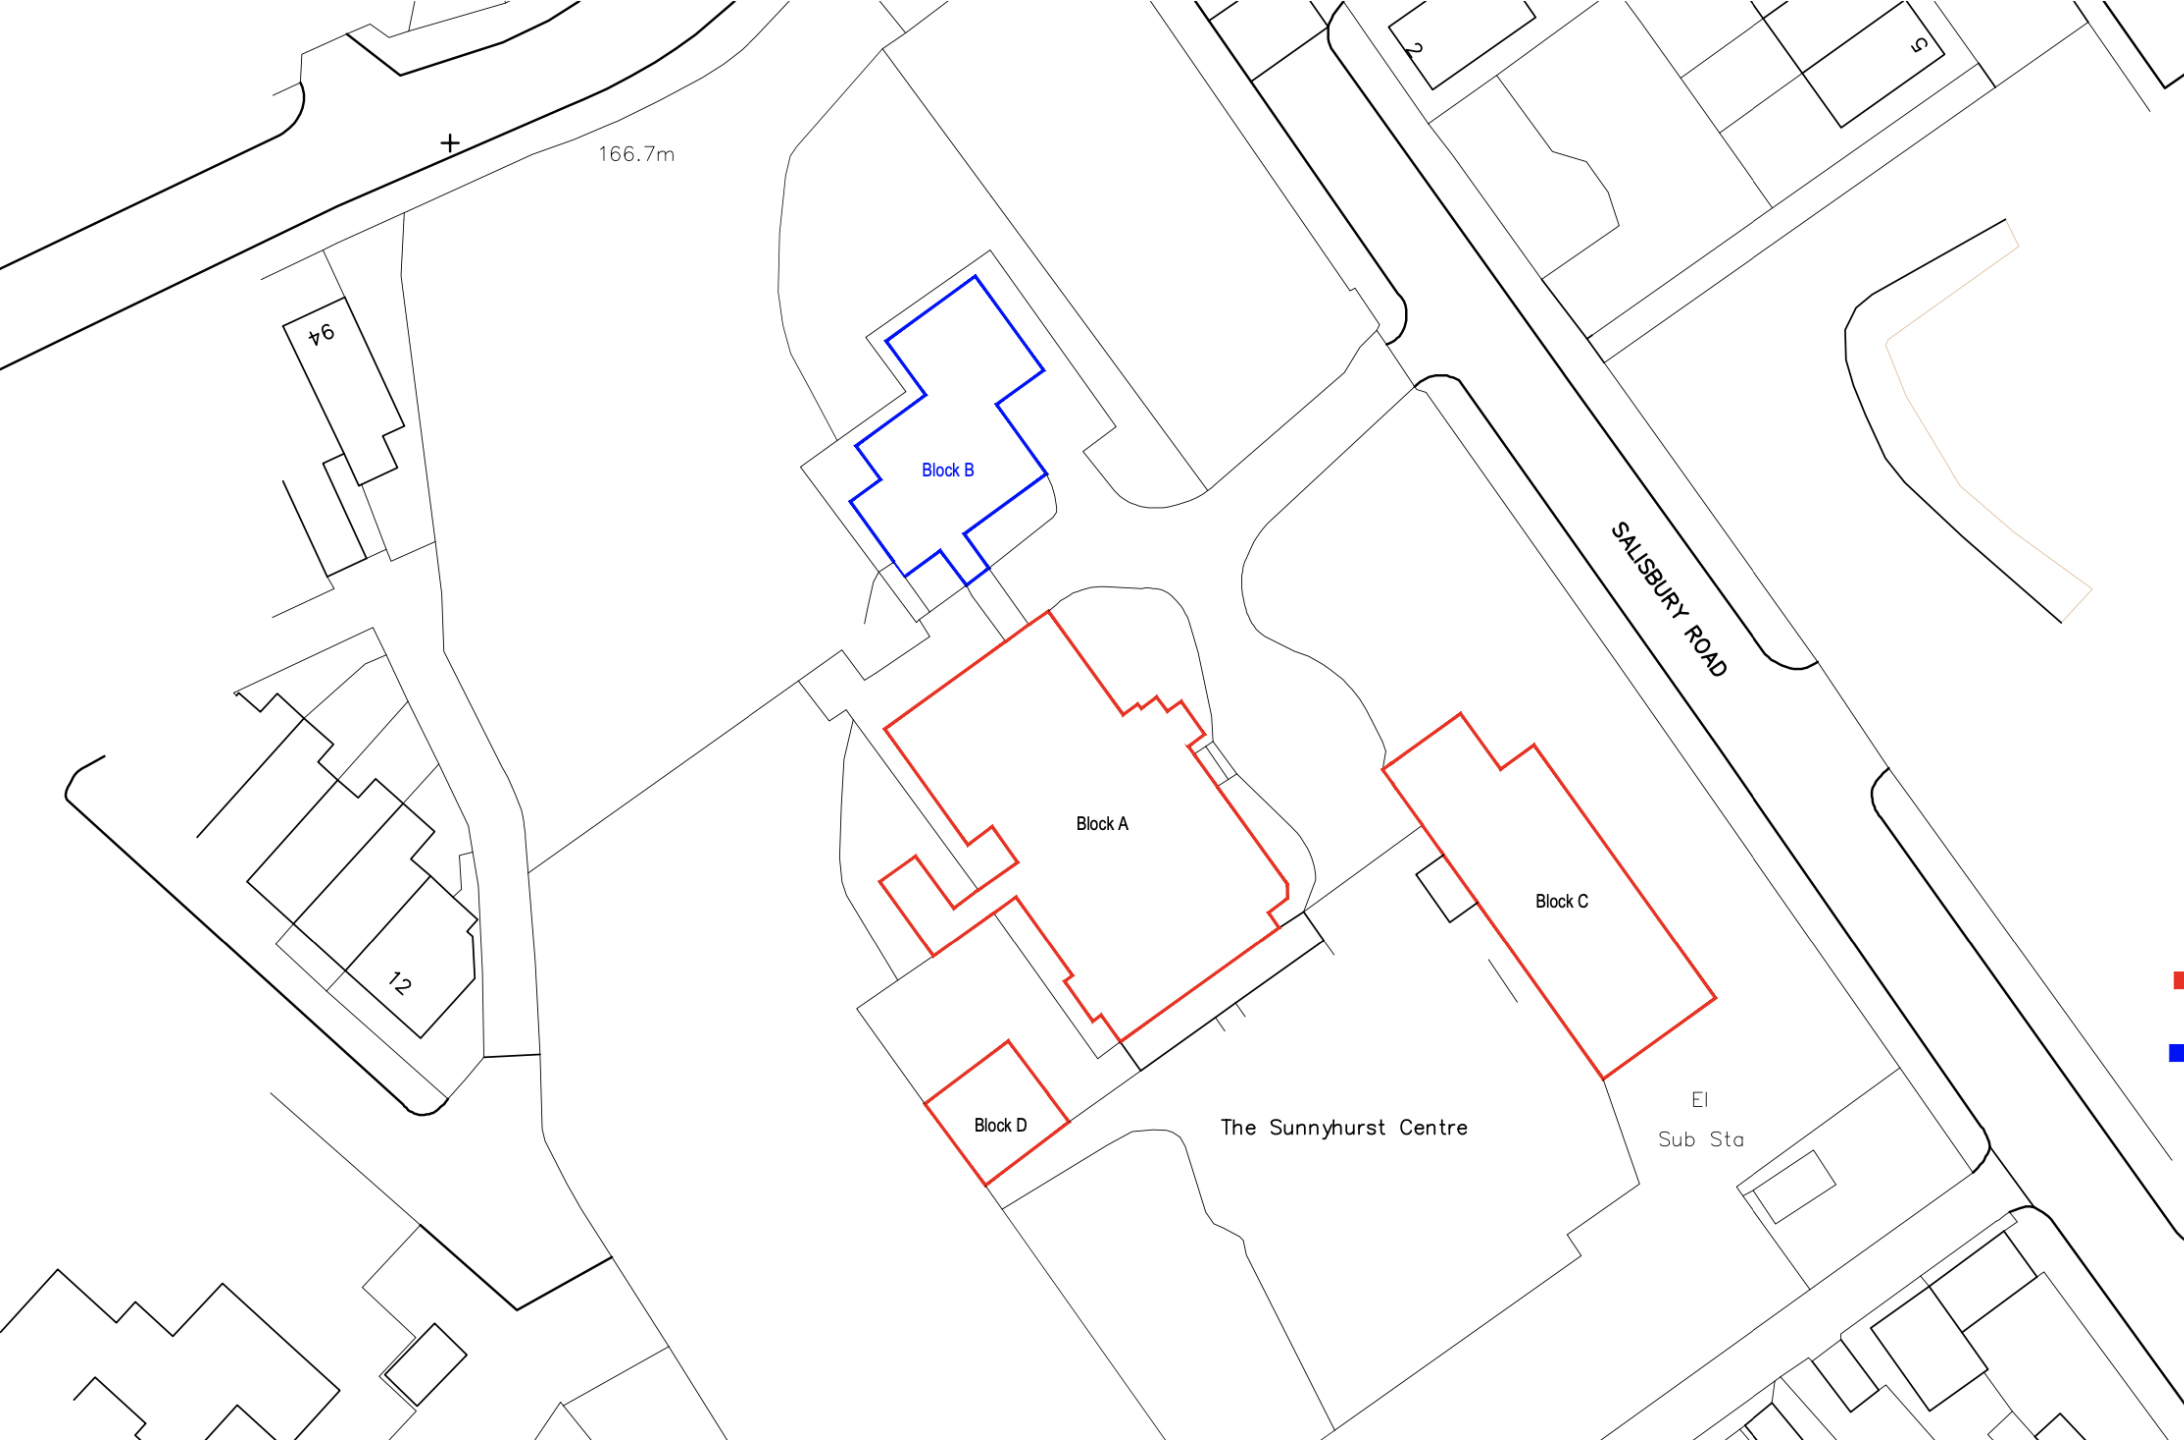 2
5
166.7m
94
Block B
SALISBURY ROAD
Block A
Block C
12
El
Sub Sta
Block D
The Sunnyhurst Centre